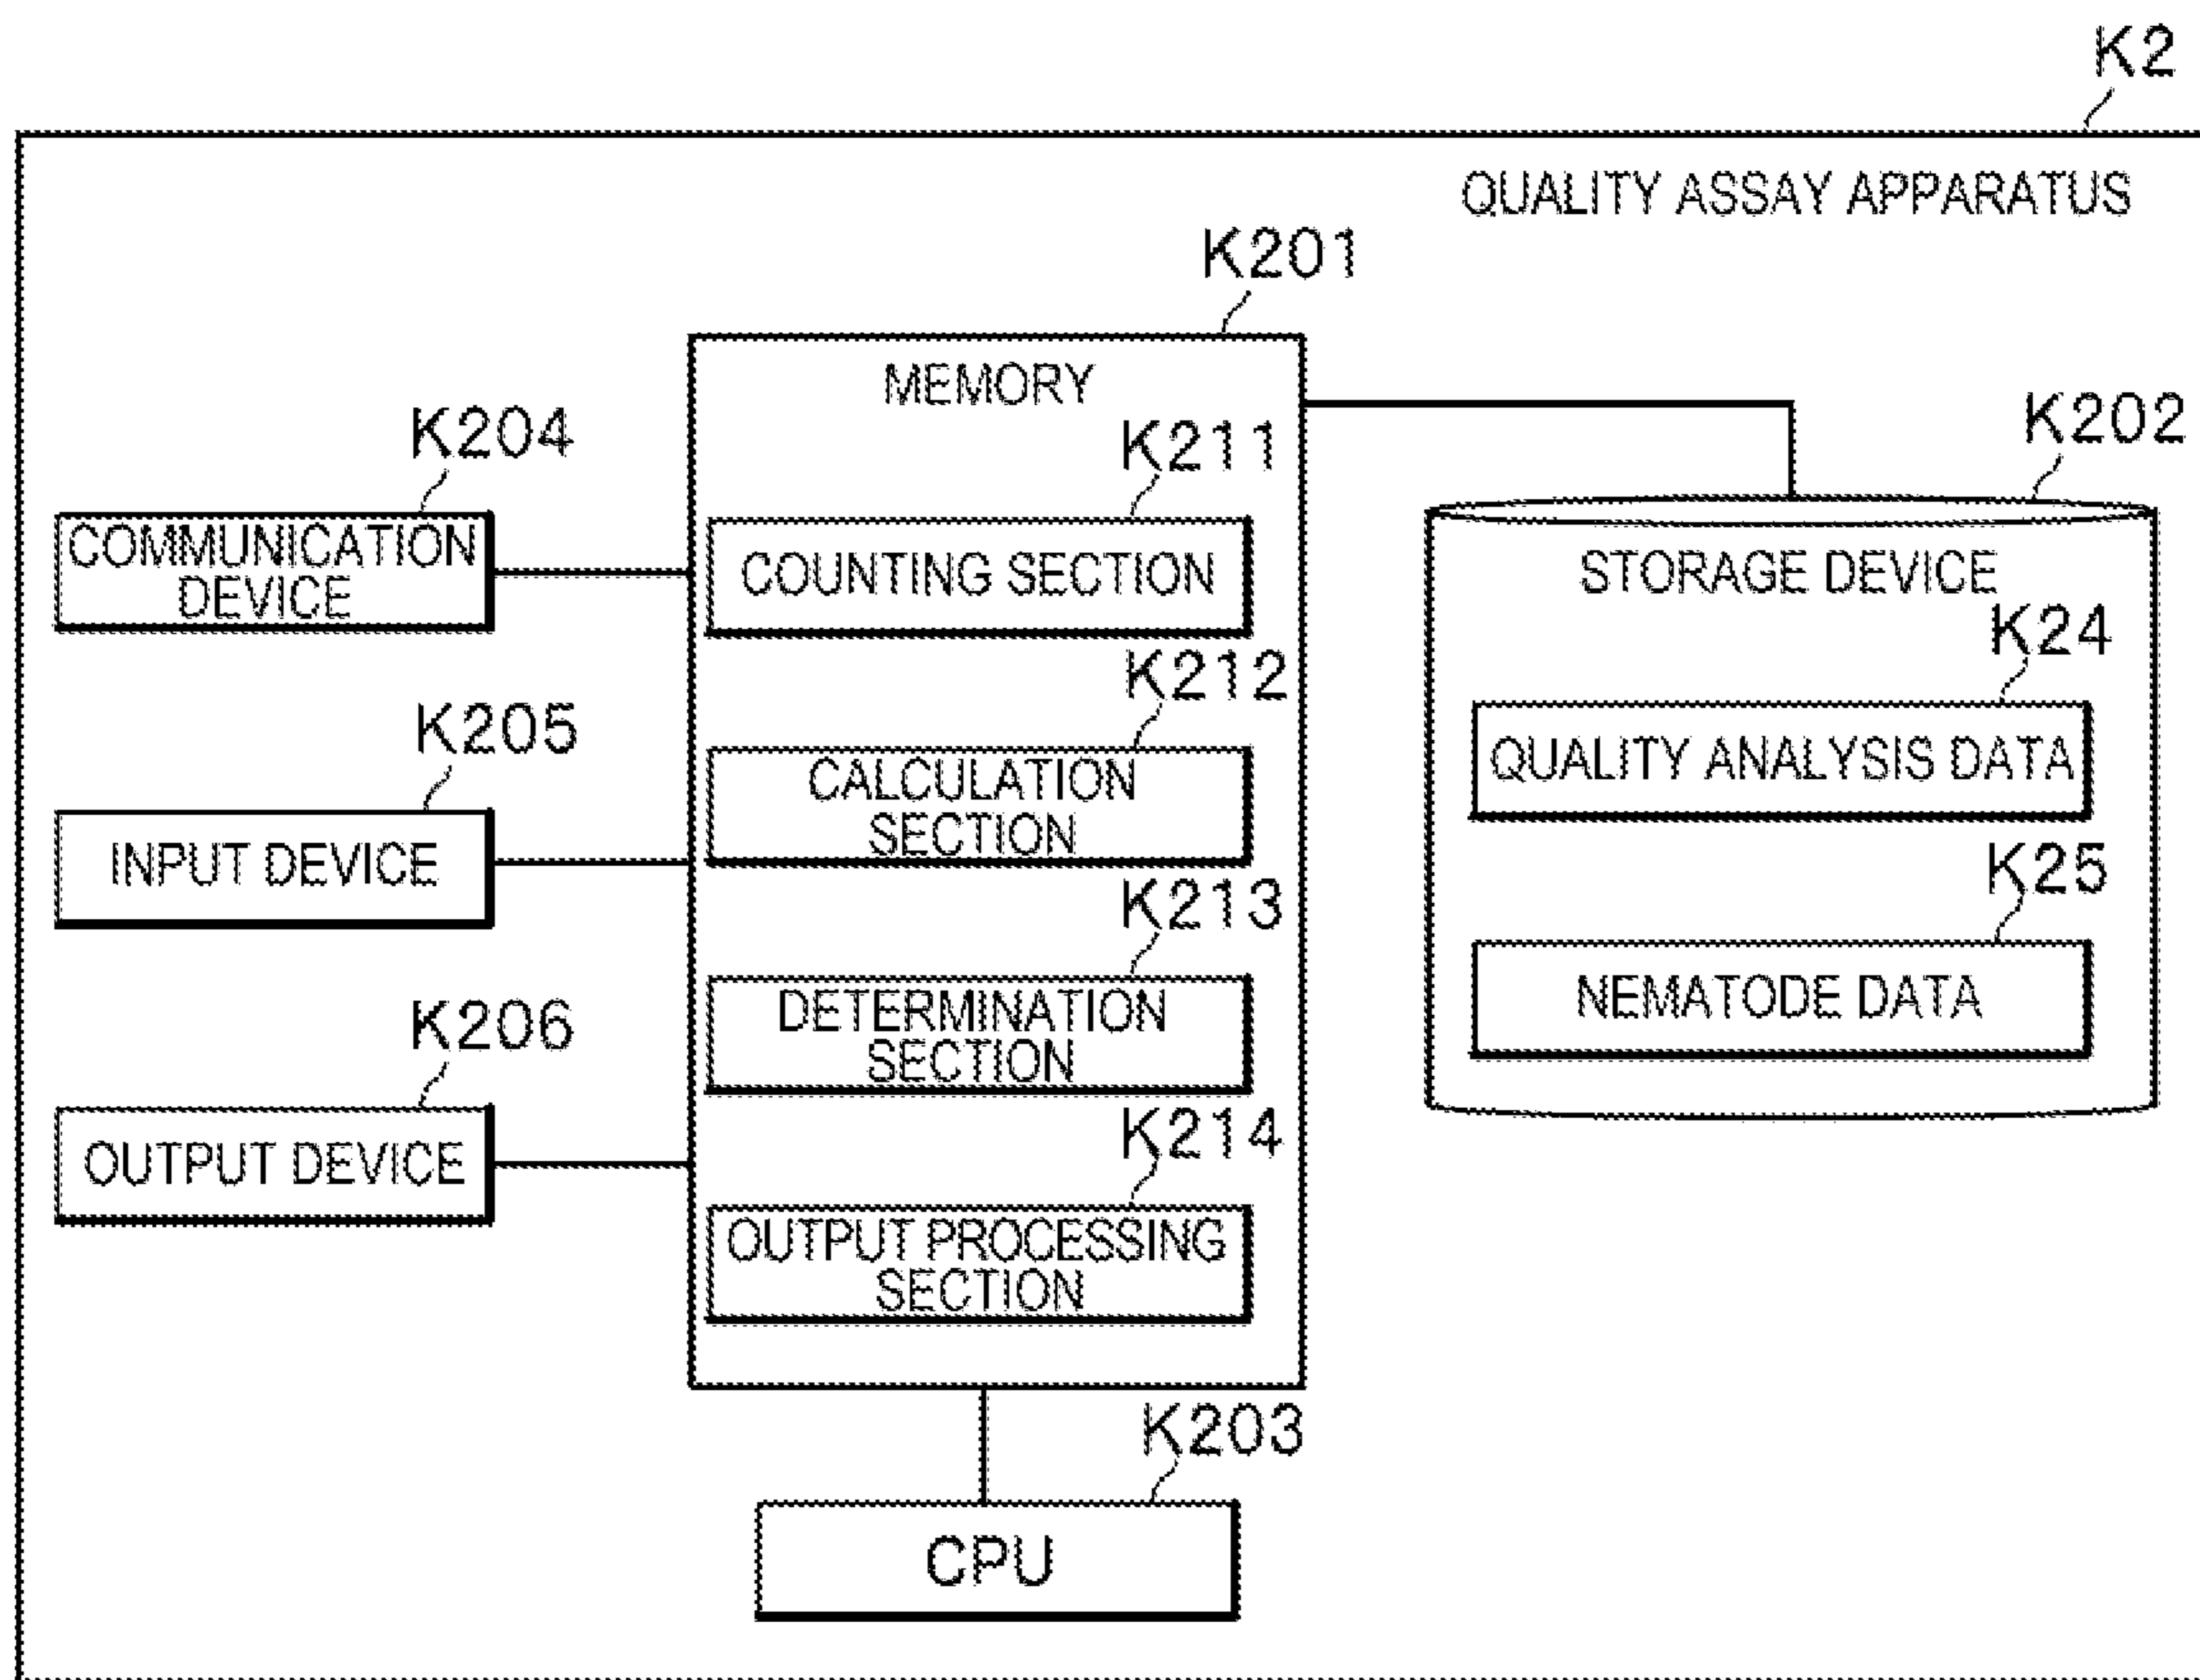 K2
QUALITY ASSAY APPARATUS
K201
MEMORY
K204
COMMUNICATION
DEVICE
K205
INPUT DEVICE
K206
OUTPUT DEVICE
K211
COUNTING SECTION
K212
CALCULATION
SECTION
K213
DETERMINATION
SECTION
K214
OUTPUT PROCESSING
SECTION
K202
STORAGE DEVICE
K24
QUALITY ANALYSIS DATA
K25
NEMATODE DATA
K203
CPU